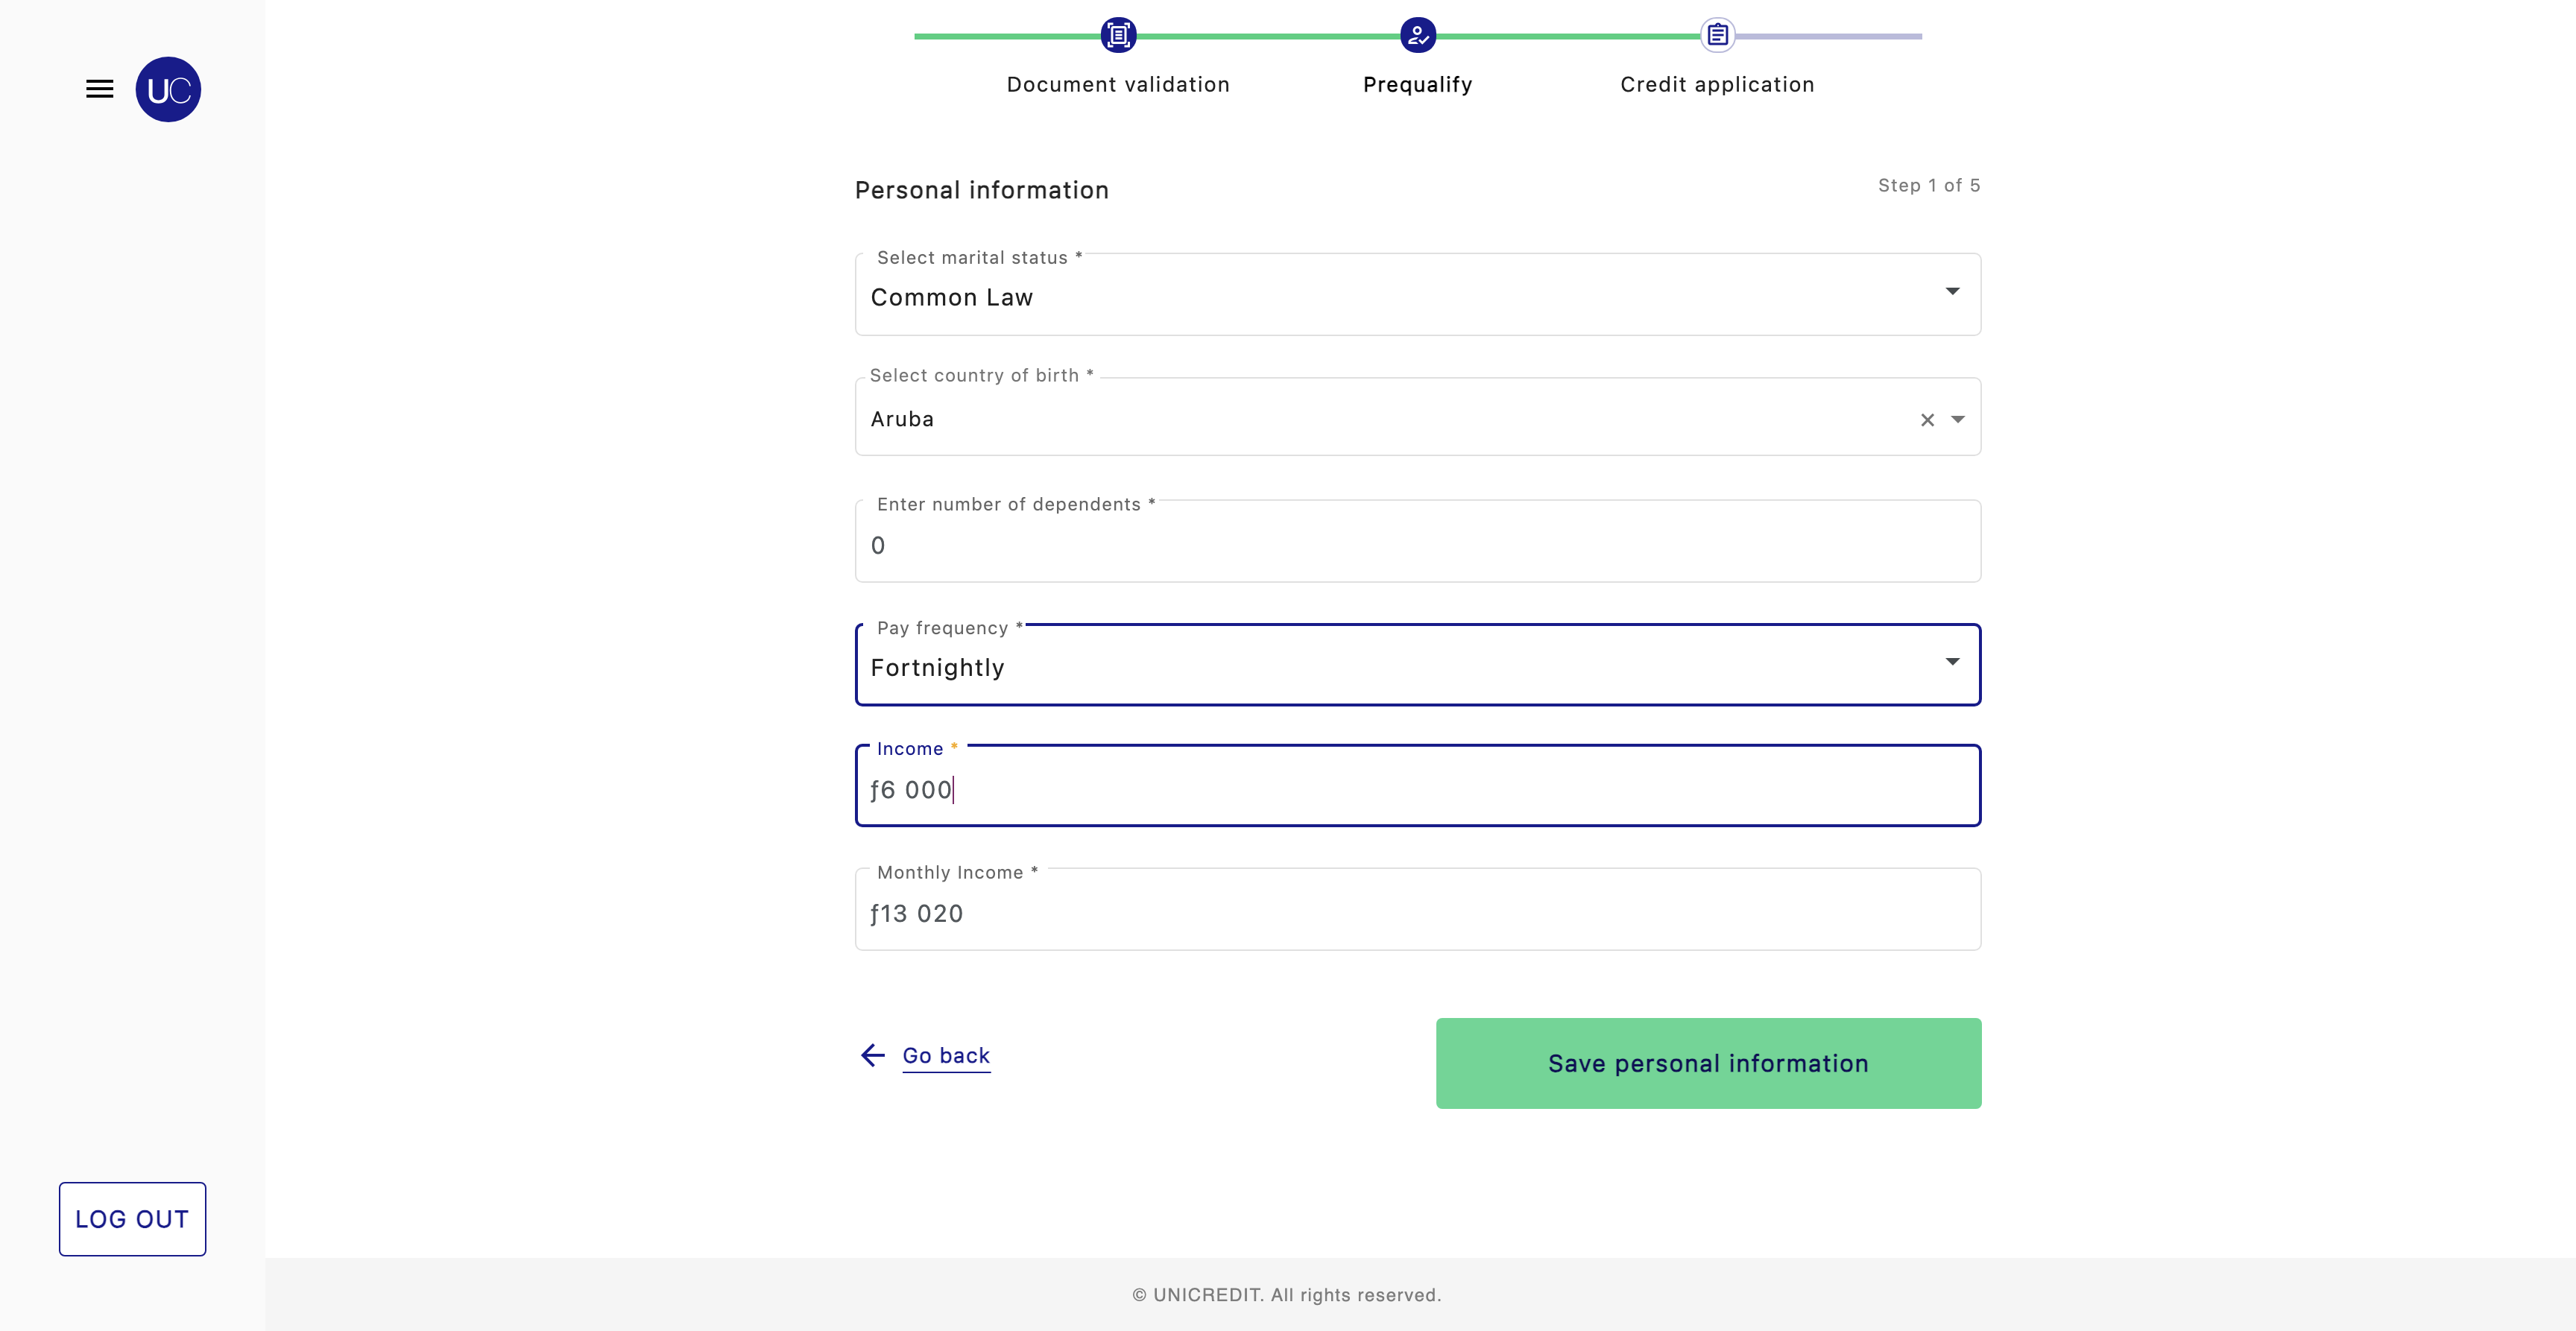 UC
Document validation
Prequalify
Credit application
Personal information
Step 1 of 5
Select marital status *
Common Law
Select country of birth *
Aruba
Enter number of dependents *
0
Pay frequency *
Fortnightly
Income *
ƒ6 000
Monthly Income *
ƒ13 020
Go back
Save personal information
LOG OUT
© UNICREDIT. All rights reserved.